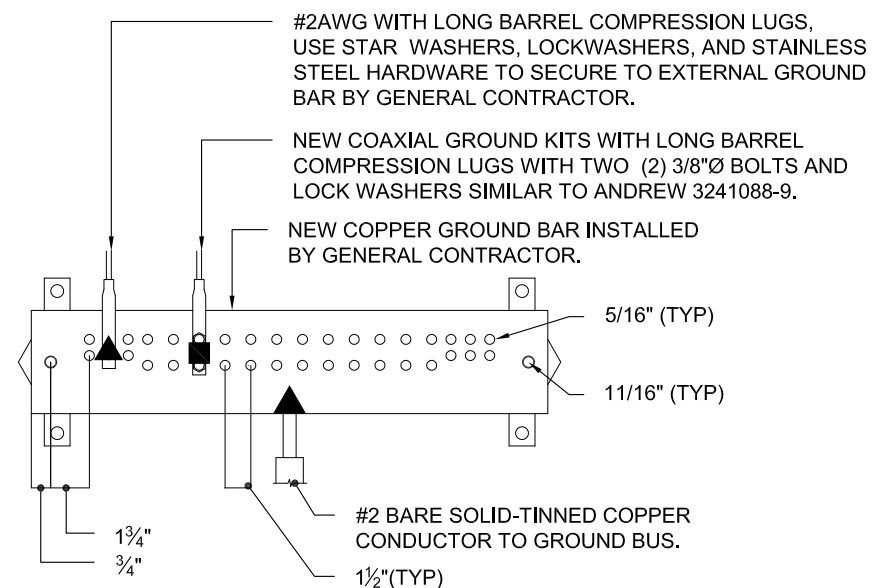 #2AWG WITH LONG BARREL COMPRESSION LUGS,
USE STAR WASHERS, LOCKWASHERS, AND STAINLESS
STEEL HARDWARE TO SECURE TO EXTERNAL GROUND
BAR BY GENERAL CONTRACTOR.
NEW COAXIAL GROUND KITS WITH LONG BARREL
COMPRESSION LUGS WITH TWO (2) 3/8"Ø BOLTS AND
LOCK WASHERS SIMILAR TO ANDREW 3241088-9.
NEW COPPER GROUND BAR INSTALLED
BY GENERAL CONTRACTOR.
5/16" (TYP)
11/16" (TYP)
#2 BARE SOLID-TINNED COPPER
CONDUCTOR TO GROUND BUS.
1¾"
¾"
1½"(TYP)